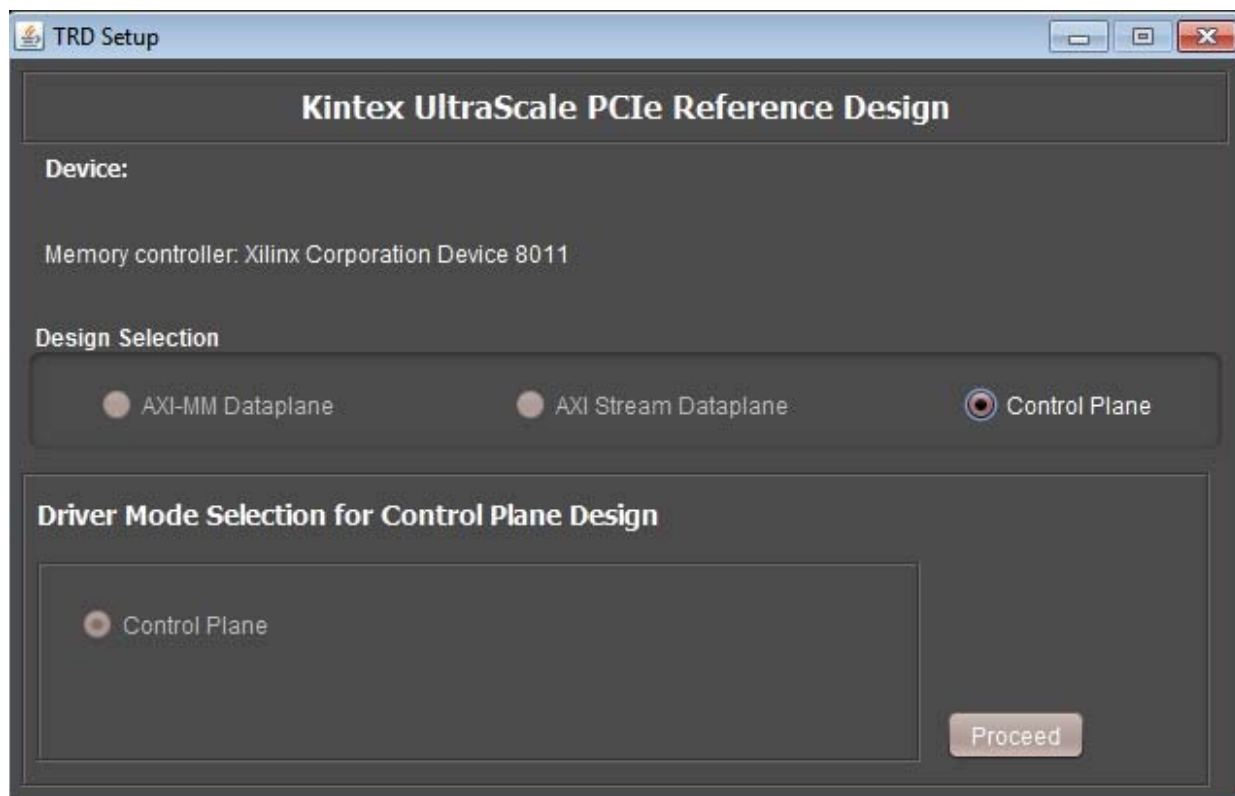 TRD Setup
Kintex UltraScale PCIe Reference Design
Device:
Memory controller: Xilinx Corporation Device 8011
Design Selection
AXI-MM Dataplane AXI Stream Dataplane Control Plane
Driver Mode Selection for Control Plane Design
Control Plane
Proceed